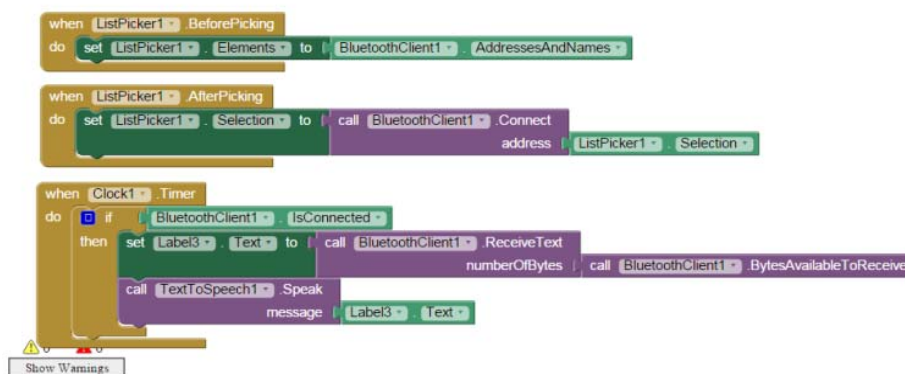 when ListPicker1 .BeforePicking
do set ListPicker1 . Elements to BluetoothClient1 . AddressesAndNames
when ListPicker1 .AfterPicking
do set ListPicker1 . Selection to call BluetoothClient1 .Connect
address ListPicker1 . Selection
when Clock1 .Timer
do if BluetoothClient1 . IsConnected
then set Label3 . Text to call BluetoothClient1 .ReceiveText
numberOfBytes call BluetoothClient1 .BytesAvailableToReceive
call TextToSpeech1 .Speak
message Label3 . Text
0 0
Show Warnings